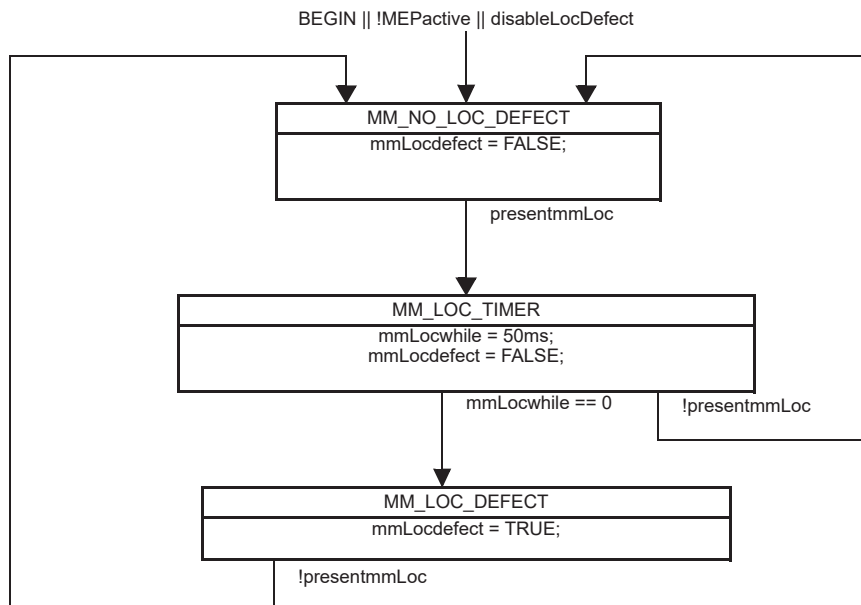 BEGIN || !MEPactive || disableLocDefect
MM_NO_LOC_DEFECT
mmLocdefect = FALSE;
presentmmLoc
MM_LOC_TIMER
mmLocwhile = 50ms;
mmLocdefect = FALSE;
mmLocwhile == 0
!presentmmLoc
MM_LOC_DEFECT
mmLocdefect = TRUE;
!presentmmLoc